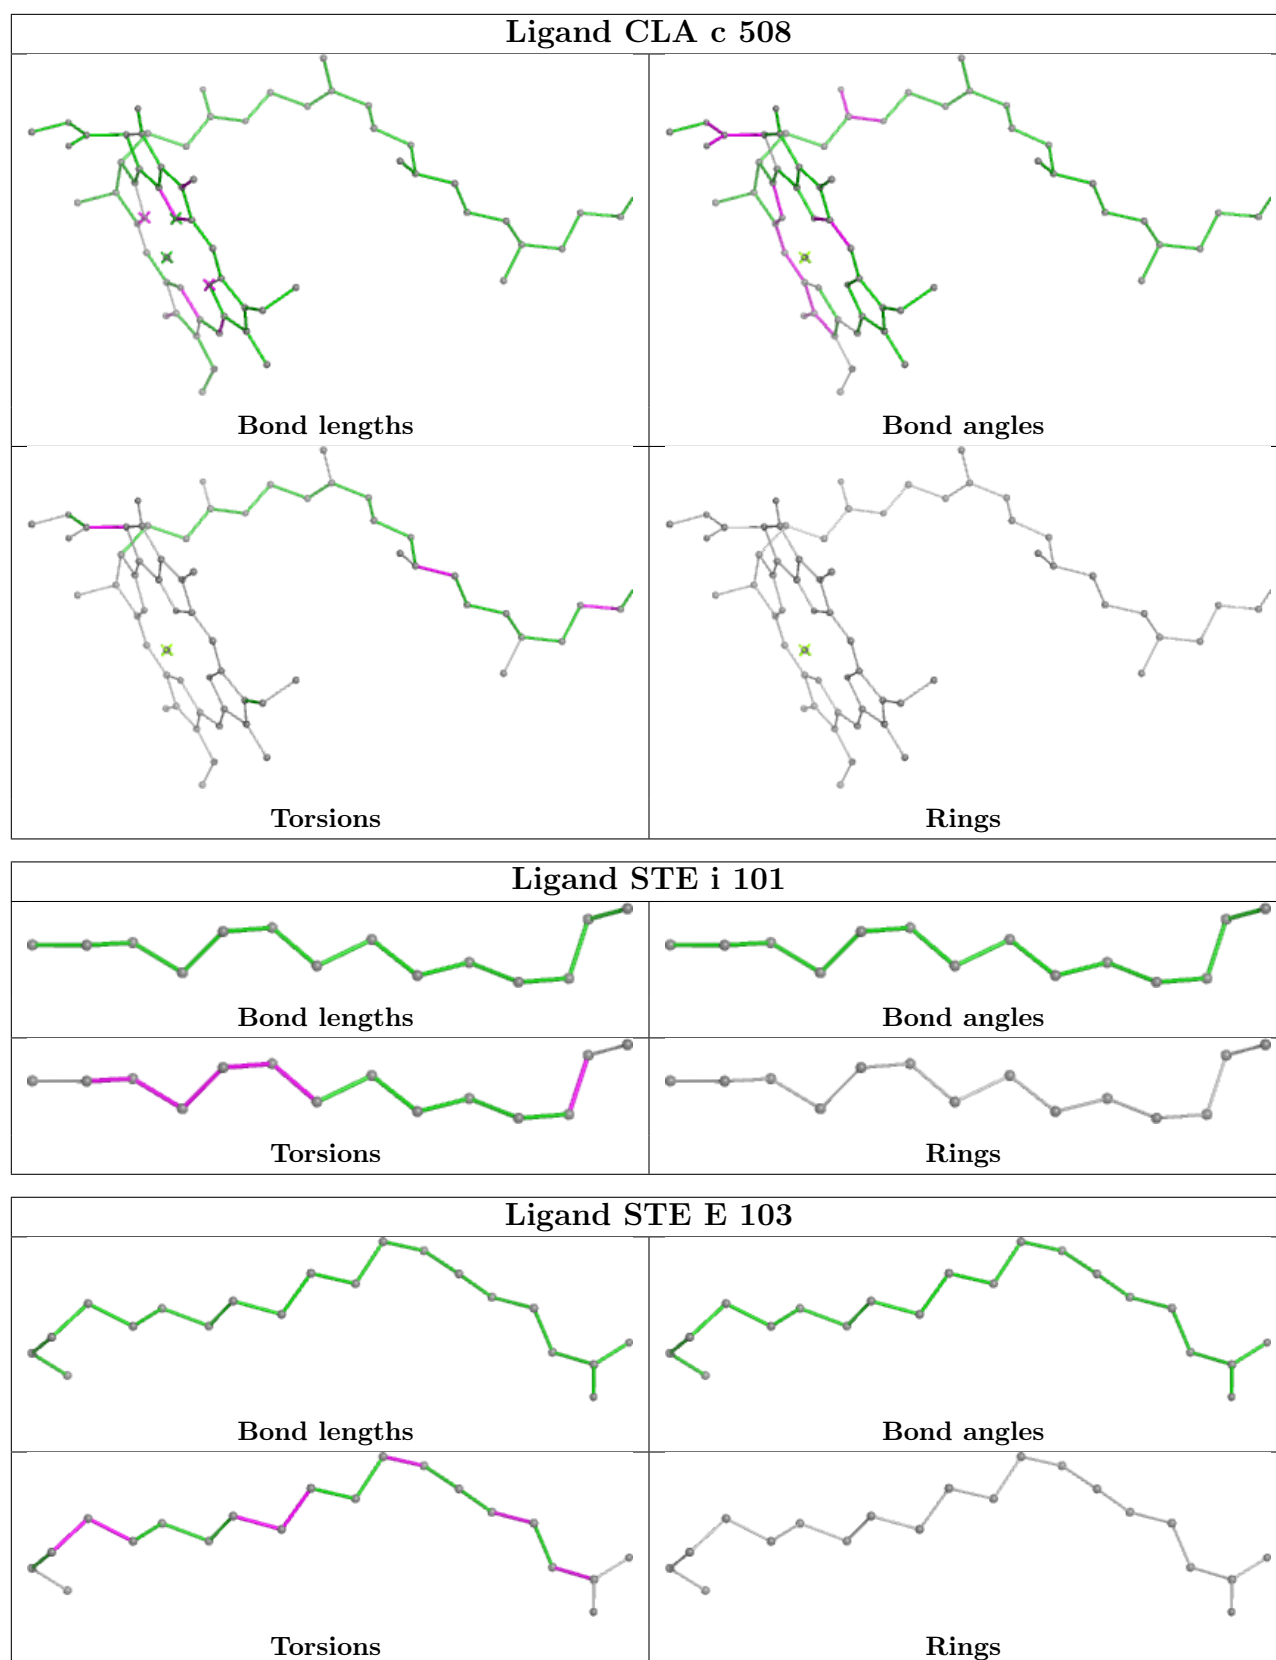 Ligand CLA c 508
Bond lengths
Bond angles
Torsions
Rings
Ligand STE i 101
Bond lengths
Bond angles
Torsions
Rings
Ligand STE E 103
Bond lengths
Bond angles
Torsions
Rings